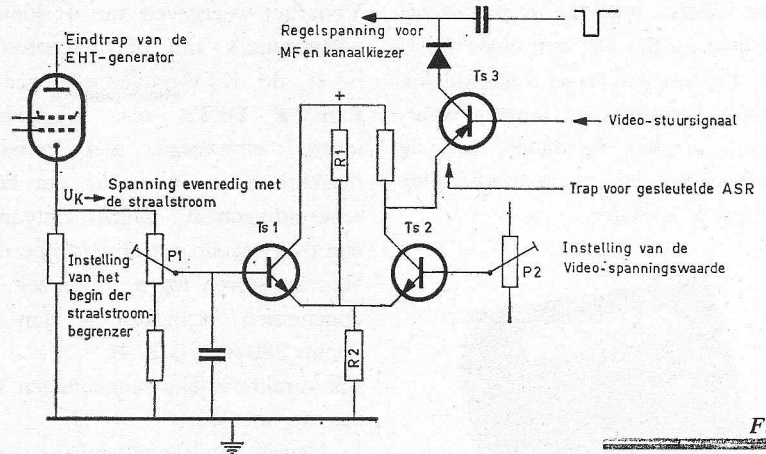 Eindtrap van de
EHT-generator
Regelspanning voor
MF en kanaalkiezer
Ts 3
Video-stuursignaal
Trap voor gesleutelde ASR
+
R1
UK
Spanning evenredig met
de straalstroom
Ts 1
Ts 2
P1
Instelling
van het
begin der
straalstroom-
begrenzer
Instelling van de
Video-spanningswaarde
P2
R2
F